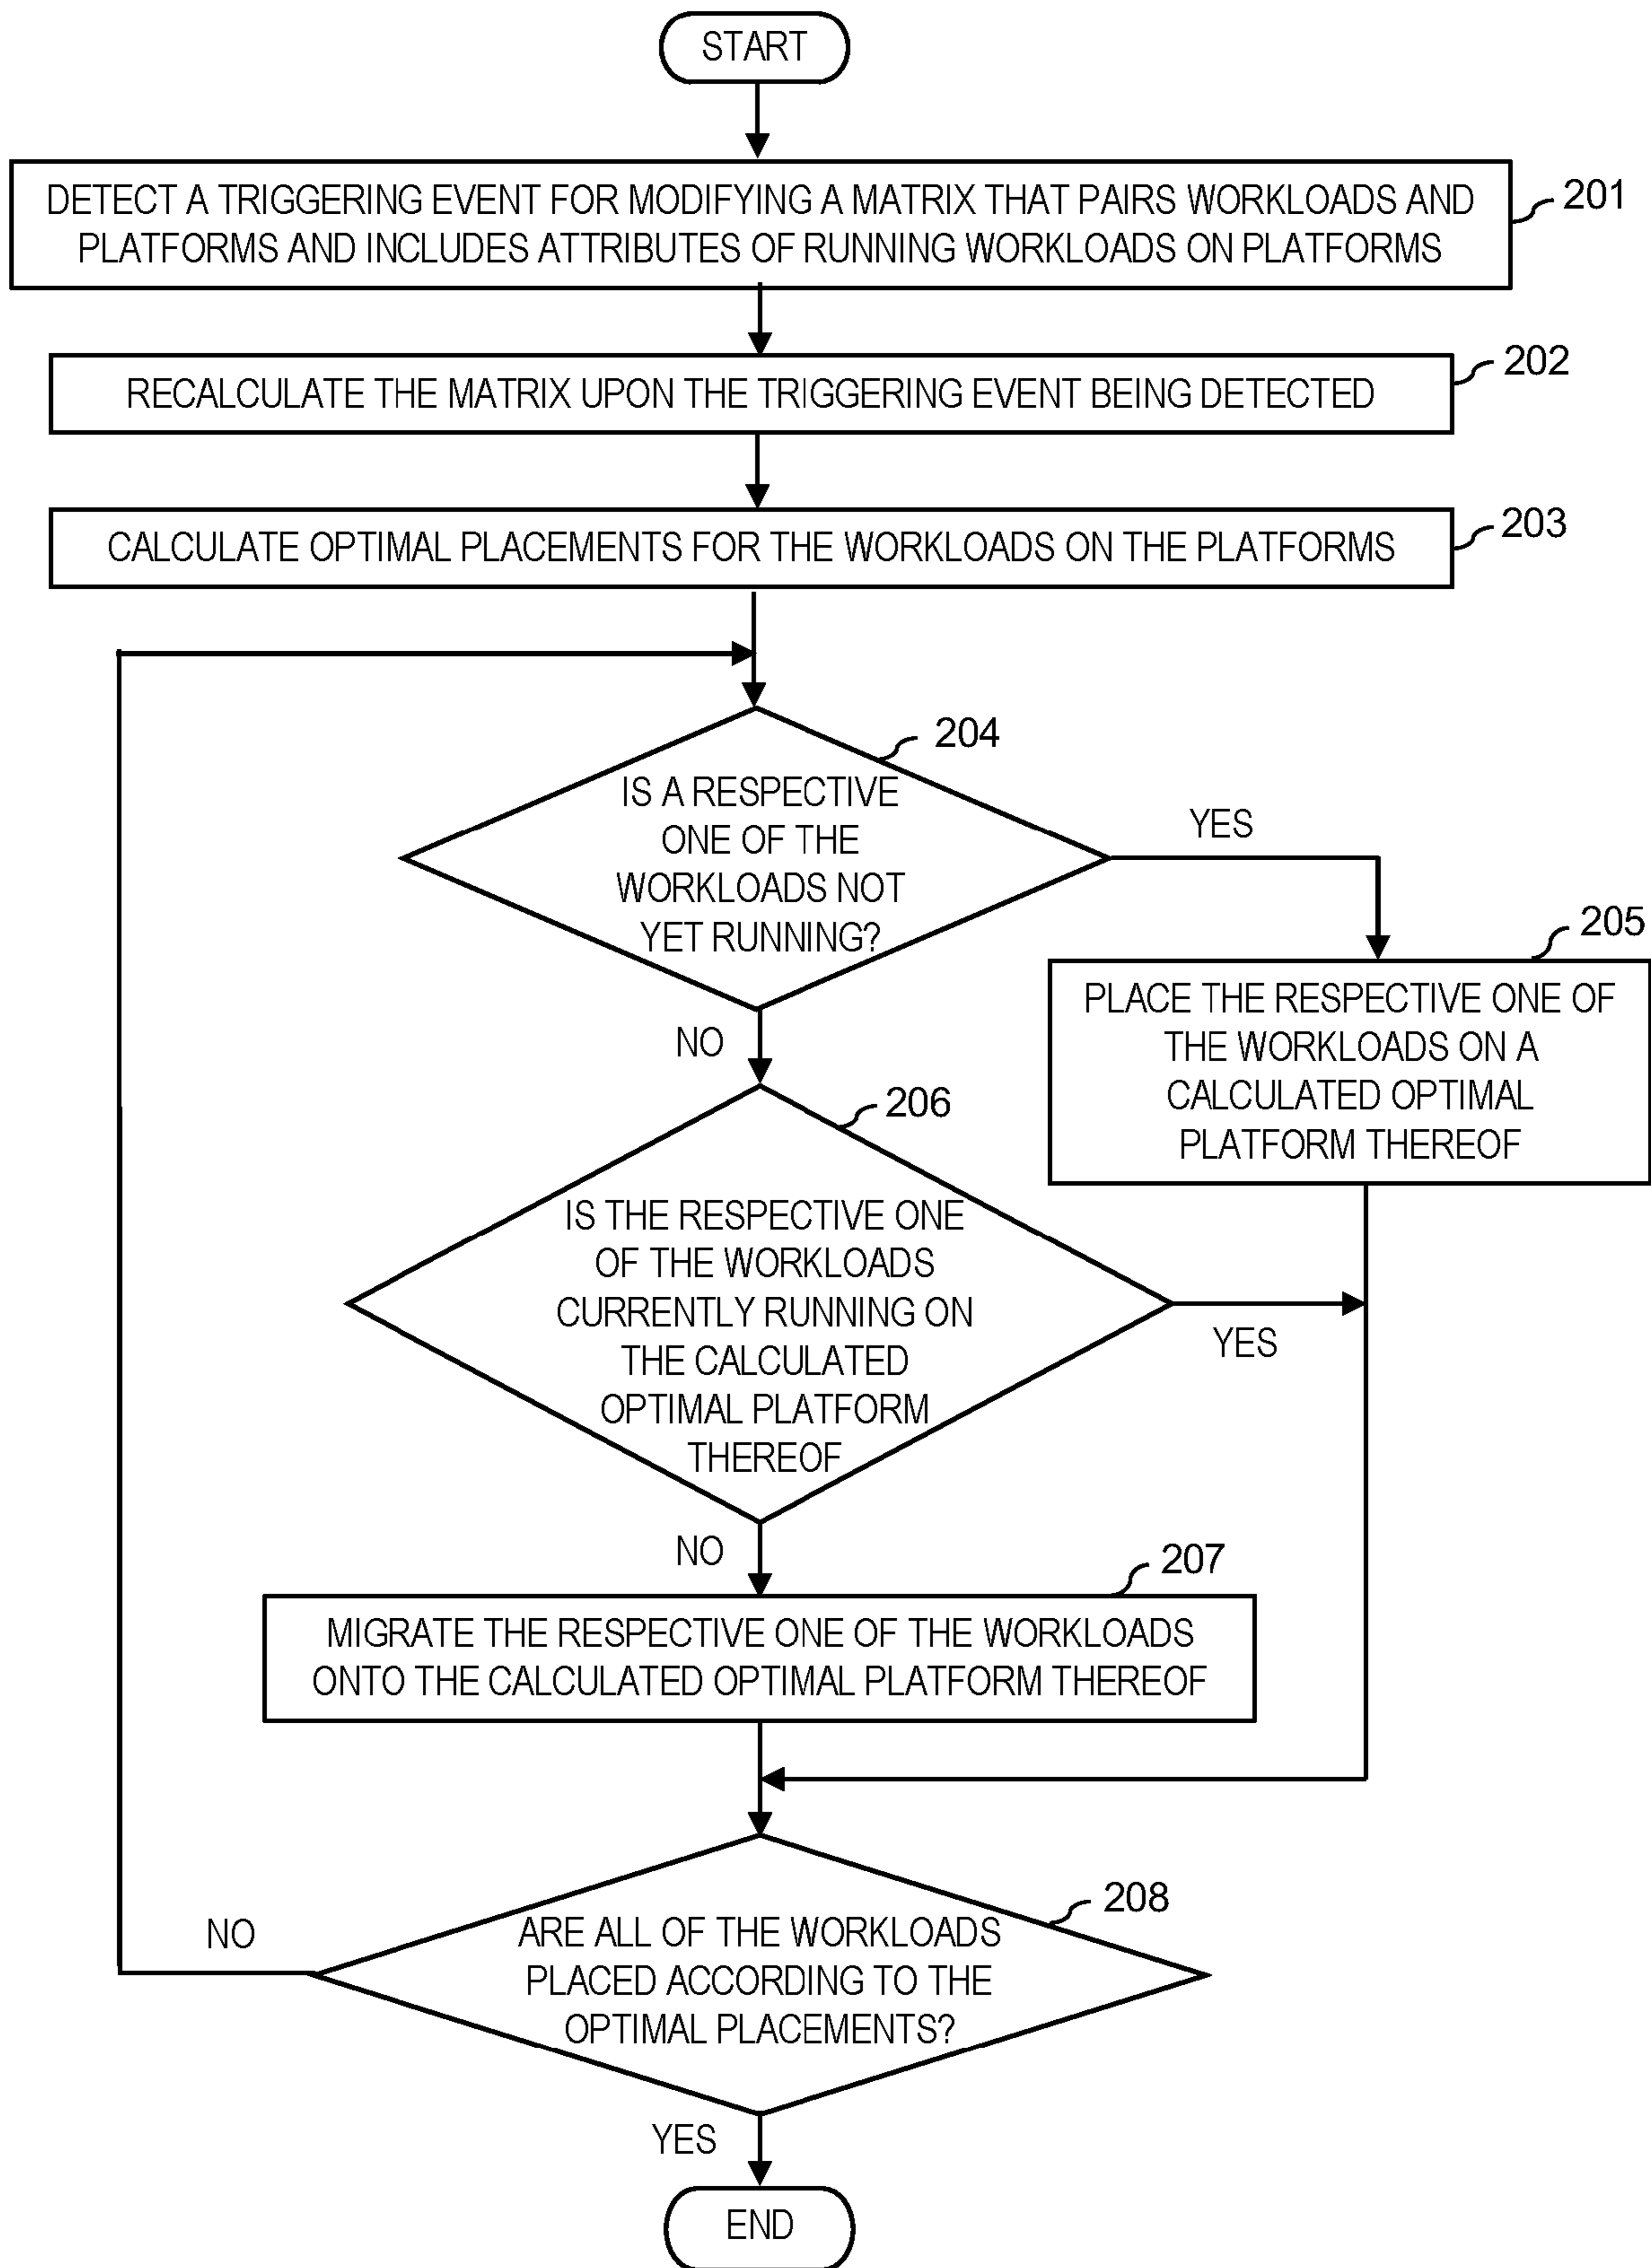 START
DETECT A TRIGGERING EVENT FOR MODIFYING A MATRIX THAT PAIRS WORKLOADS AND
PLATFORMS AND INCLUDES ATTRIBUTES OF RUNNING WORKLOADS ON PLATFORMS
201
RECALCULATE THE MATRIX UPON THE TRIGGERING EVENT BEING DETECTED
202
CALCULATE OPTIMAL PLACEMENTS FOR THE WORKLOADS ON THE PLATFORMS
203
204
IS A RESPECTIVE
ONE OF THE
WORKLOADS NOT
YET RUNNING?
YES
NO
205
PLACE THE RESPECTIVE ONE OF
THE WORKLOADS ON A
CALCULATED OPTIMAL
PLATFORM THEREOF
206
IS THE RESPECTIVE ONE
OF THE WORKLOADS
CURRENTLY RUNNING ON
THE CALCULATED
OPTIMAL PLATFORM
THEREOF
YES
NO
207
MIGRATE THE RESPECTIVE ONE OF THE WORKLOADS
ONTO THE CALCULATED OPTIMAL PLATFORM THEREOF
208
ARE ALL OF THE WORKLOADS
PLACED ACCORDING TO THE
OPTIMAL PLACEMENTS?
NO
YES
END